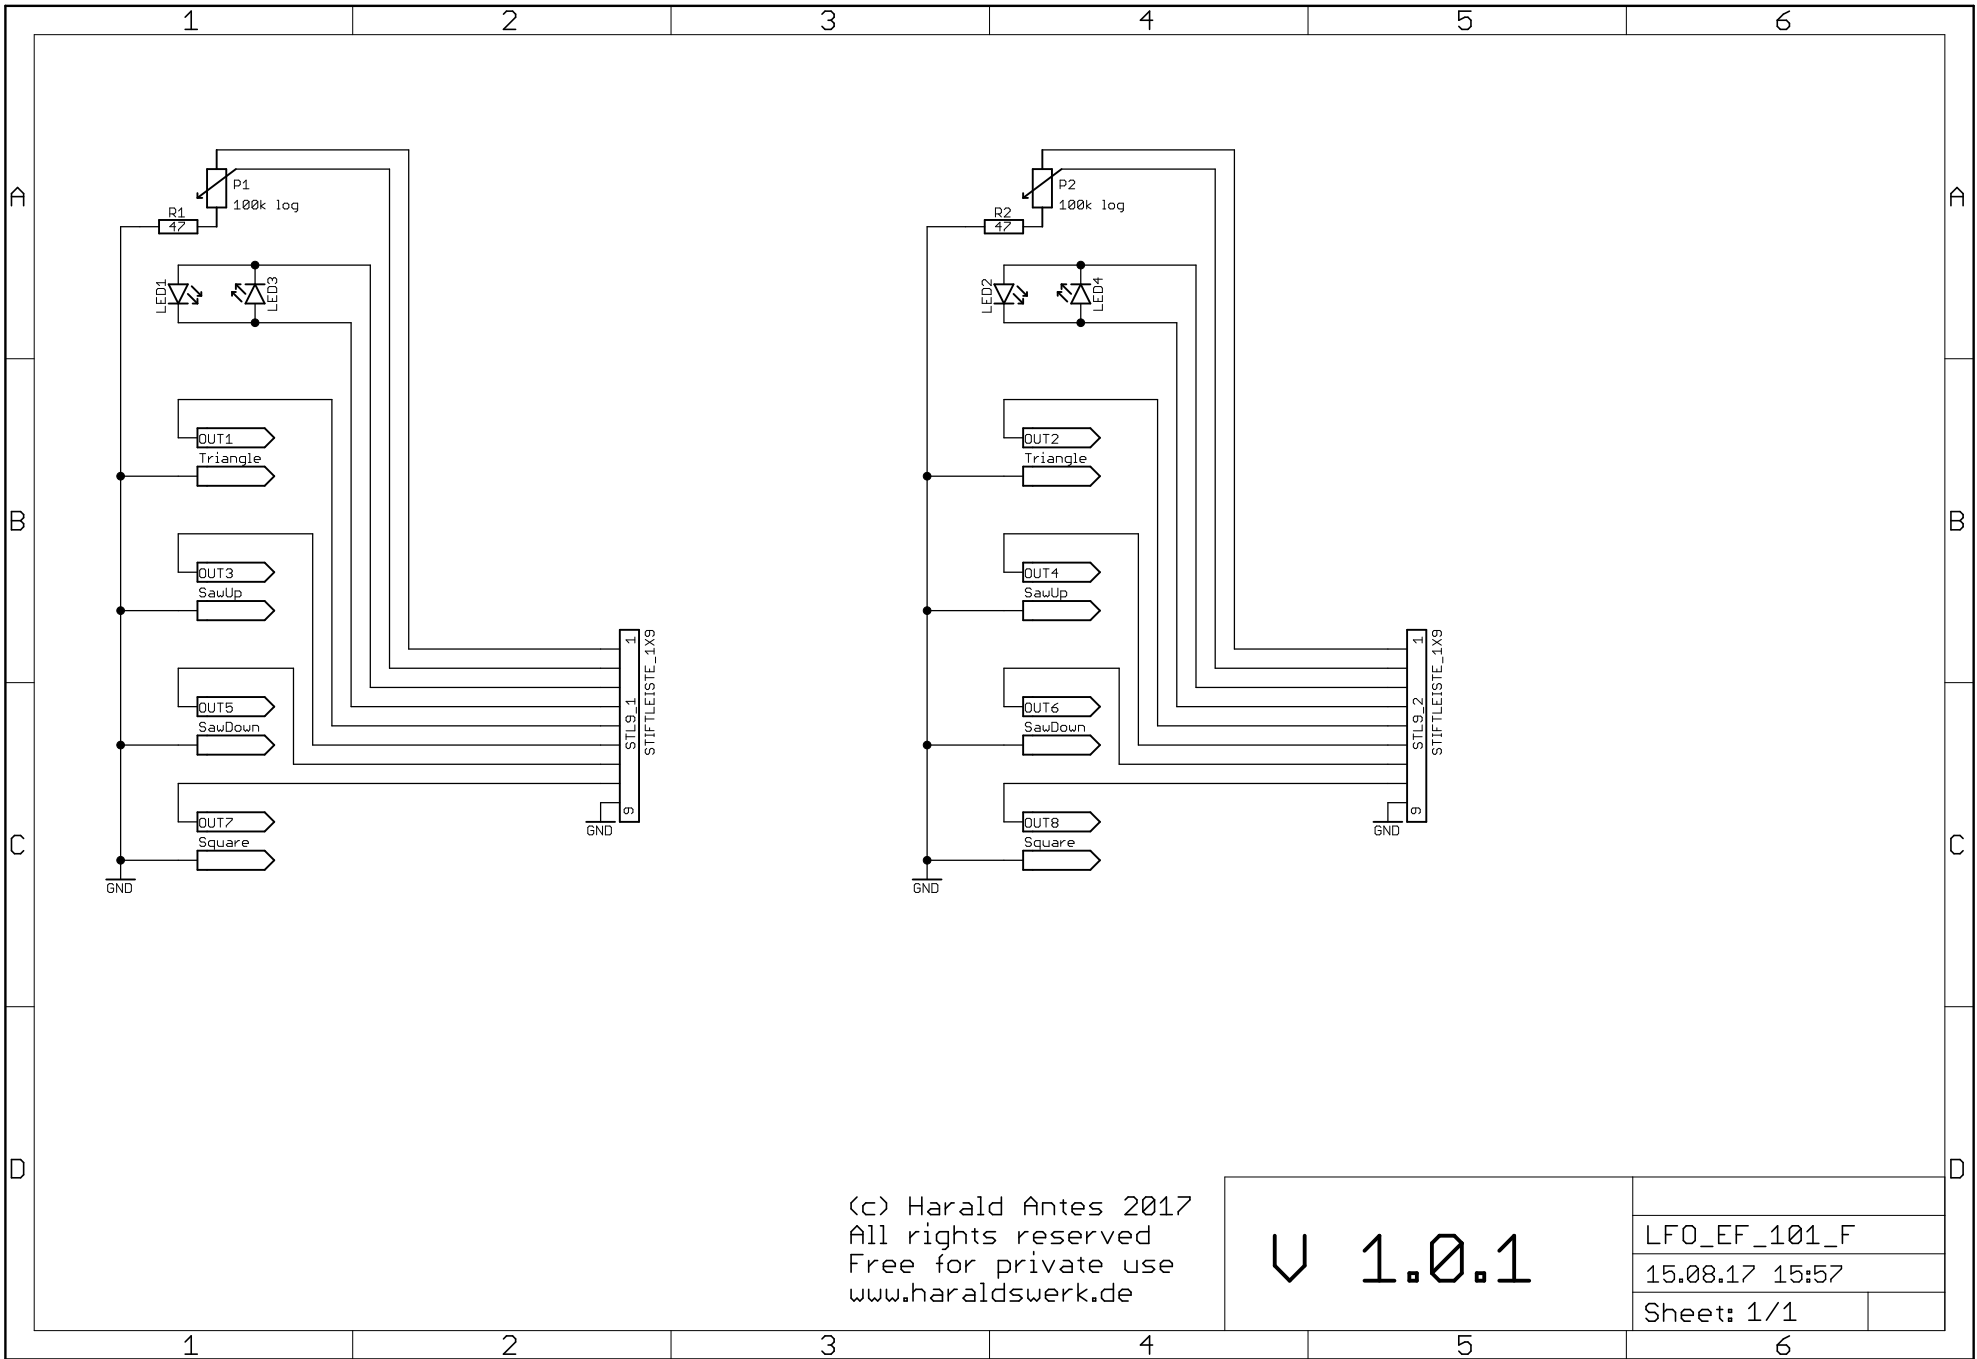 1 2 3 4 5 6
A
A
P1
100k log
R1
47
P2
100k log
R2
47
LED1
LED3
LED2
LED4
OUT1
Triangle
OUT2
Triangle
B
B
OUT3
SawUp
OUT4
SawUp
1
STL9_1
9
STIFTLEISTE_1X9
1
STL9_2
9
STIFTLEISTE_1X9
OUT5
SawDown
OUT6
SawDown
OUT7
Square
GND
GND
OUT8
Square
GND
GND
C
C
D
D
(c) Harald Antes 2017
All rights reserved
Free for private use
www.haraldswerk.de
V 1.0.1
LFO_EF_101_F
15.08.17 15:57
Sheet: 1/1
1 2 3 4 5 6